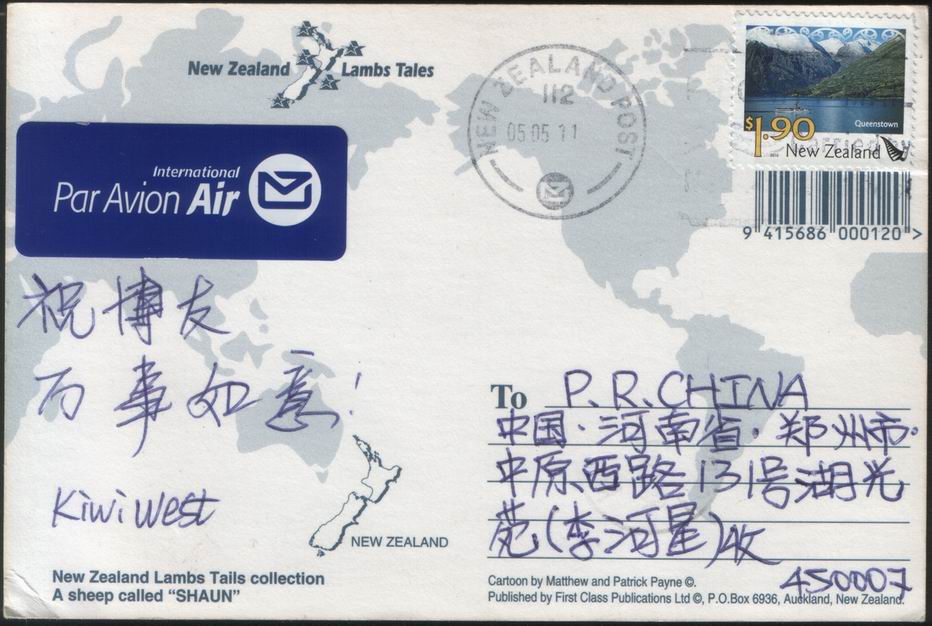 New Zealand Lambs Tales
International
Par Avion Air
NEW ZEALAND POST
112
05 05 11
Queenstown
$1.90
New Zealand
9 415686 000120 >
祝博友
万事如意!
Kiwi West
NEW ZEALAND
New Zealand Lambs Tails collection
A sheep called “SHAUN”
To P.R.CHINA
中国·河南省·郑州市·
中原西路131号湖光
苑(李河星)收
450007
Cartoon by Matthew and Patrick Payne ©.
Published by First Class Publications Ltd ©, P.O.Box 6936, Auckland, New Zealand.